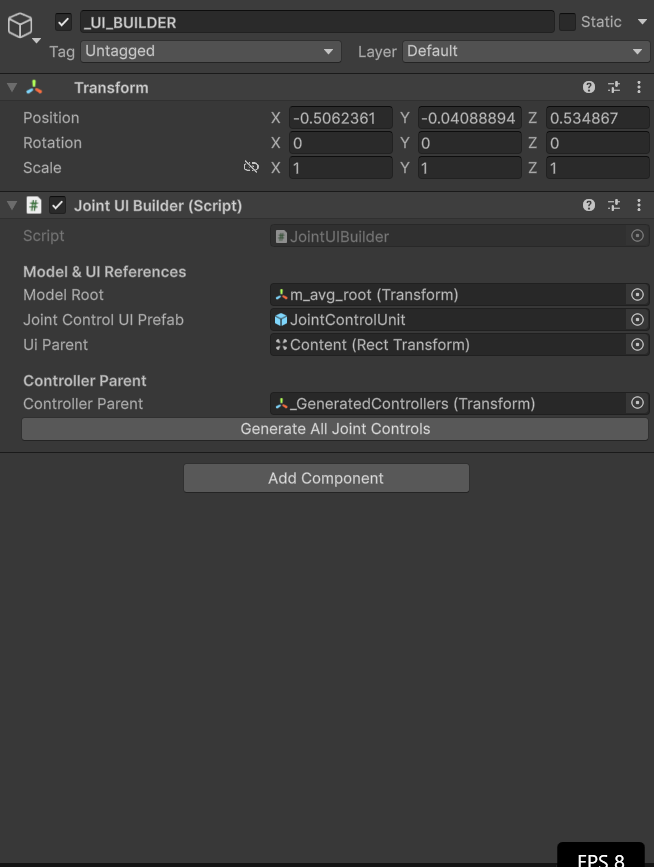 _UI_BUILDER
Static
Tag Untagged Layer Default
Transform
Position X -0.5062361 Y -0.04088894 Z 0.534867
Rotation X 0 Y 0 Z 0
Scale X 1 Y 1 Z 1
# Joint UI Builder (Script)
Script # JointUIBuilder
Model & UI References
Model Root m_avg_root (Transform)
Joint Control UI Prefab JointControlUnit
Ui Parent Content (Rect Transform)
Controller Parent
Controller Parent _GeneratedControllers (Transform)
Generate All Joint Controls
Add Component
EPS 8